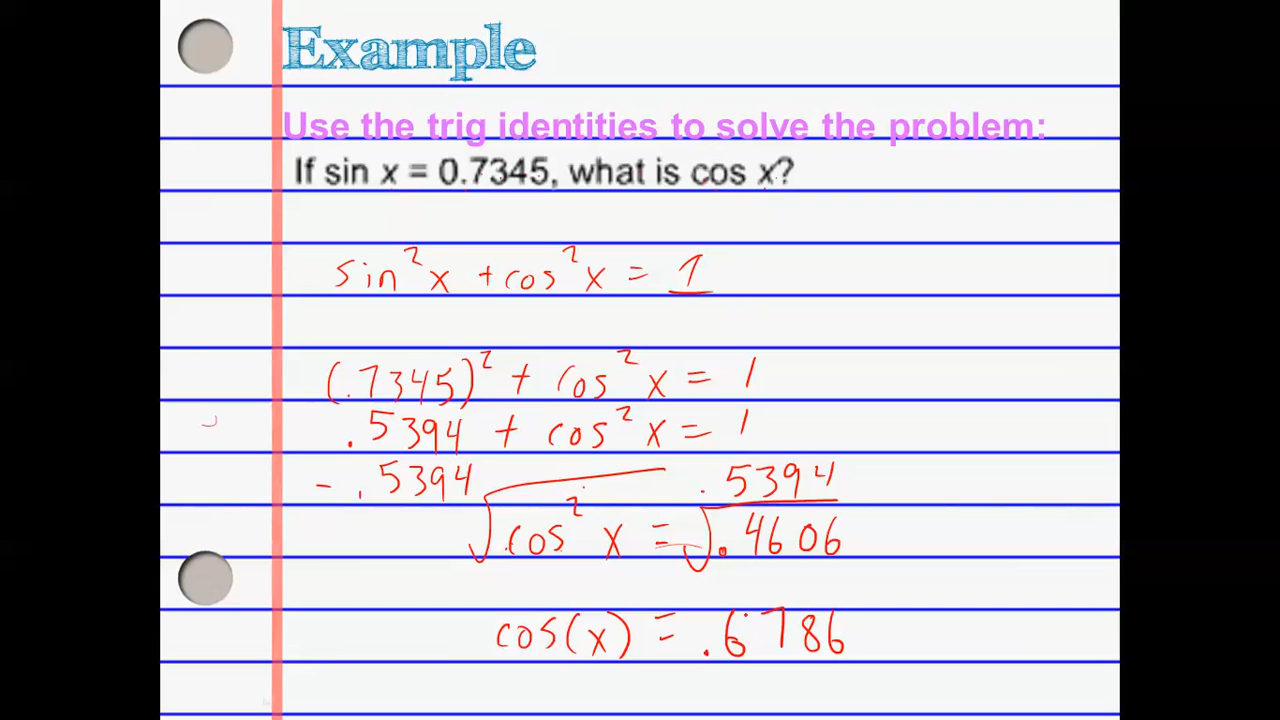 Example
Use the trig identities to solve the problem:
If sin x = 0.7345, what is cos x?
sin²x + cos²x = 1
(.7345)² + cos²x = 1
.5394 + cos²x = 1
- .5394 .5394
√cos²x = √.4606
cos(x) = .6786